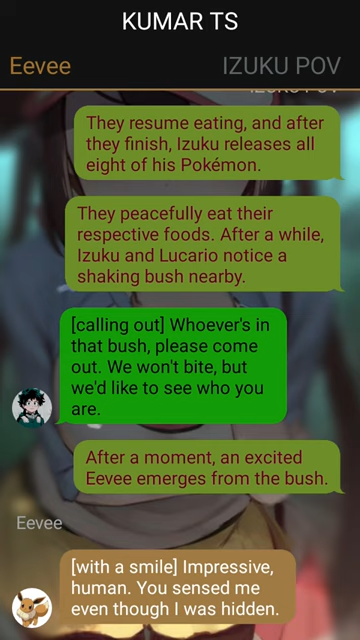 KUMAR TS
Eevee
IZUKU POV
IZUKU POV
They resume eating, and after
they finish, Izuku releases all
eight of his Pokémon.
They peacefully eat their
respective foods. After a while,
Izuku and Lucario notice a
shaking bush nearby.
[calling out] Whoever's in
that bush, please come
out. We won't bite, but
we'd like to see who you
are.
After a moment, an excited
Eevee emerges from the bush.
Eevee
[with a smile] Impressive,
human. You sensed me
even though I was hidden.